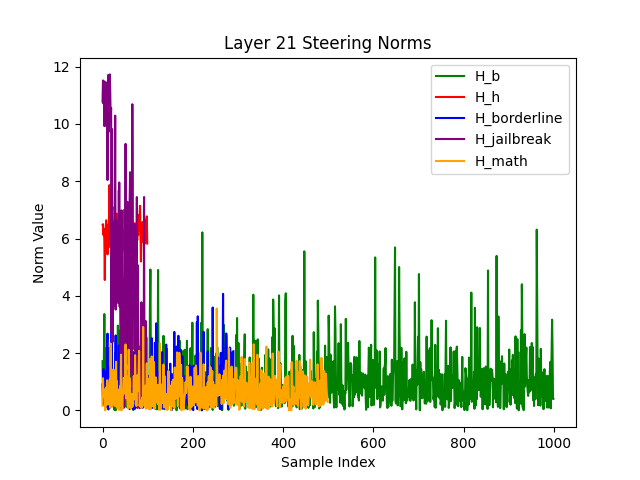 Layer 21 Steering Norms
12
10
8
6
4
2
0
Norm Value
H_b
H_h
H_borderline
H_jailbreak
H_math
0
200
400
600
800
1000
Sample Index